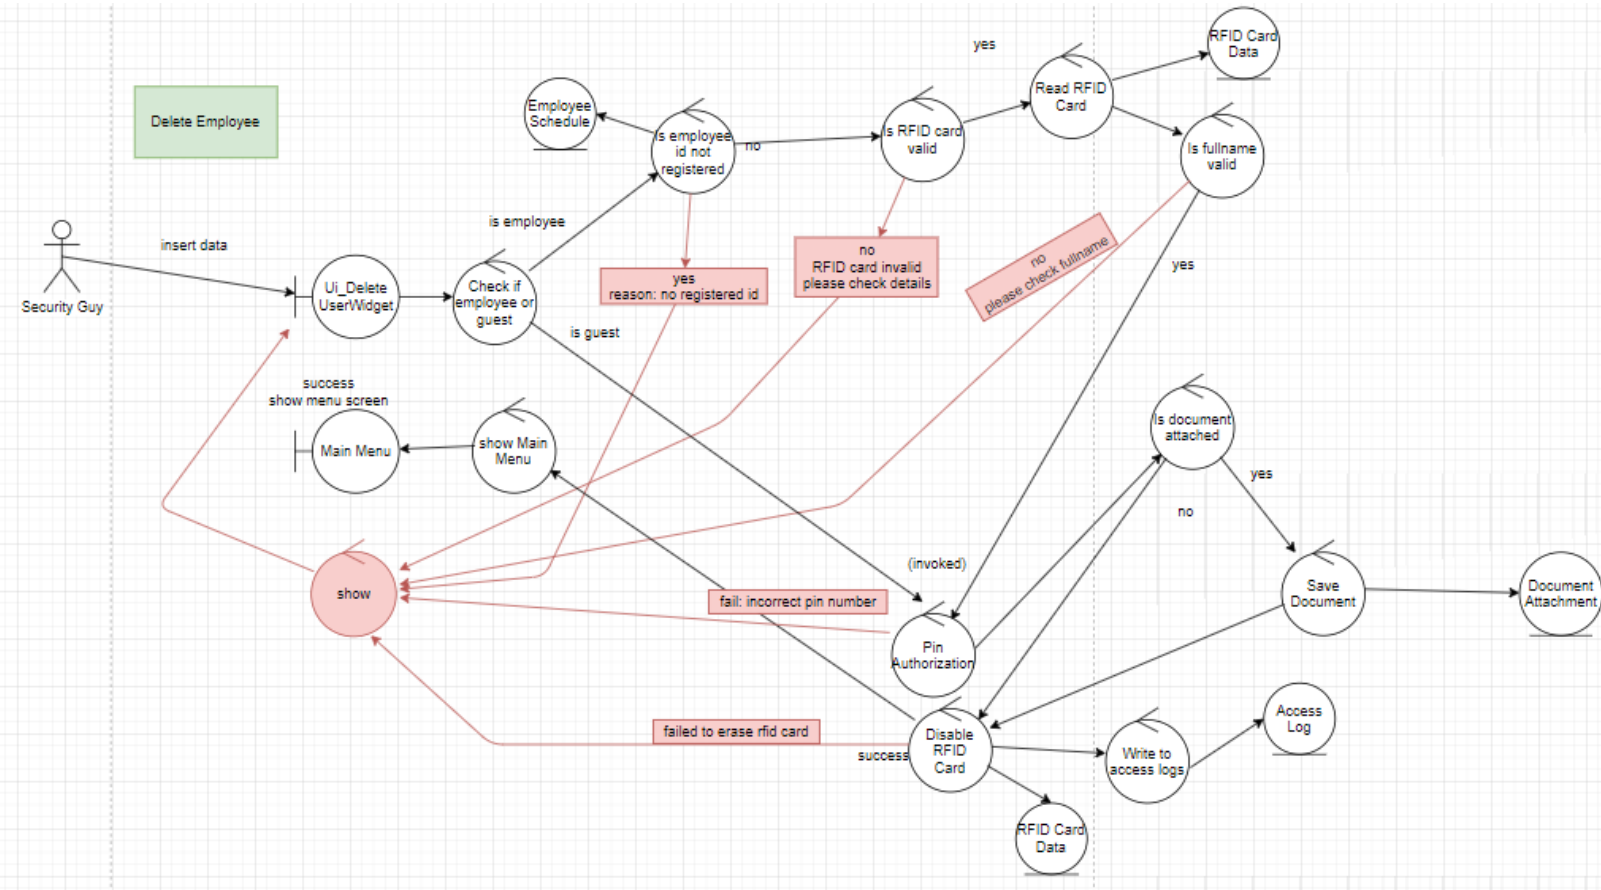 yes
RFID Card
Data
Read RFID
Card
Employee
Schedule
Delete Employee
Is employee
id not
registered
no
Is RFID card
valid
Is fullname
valid
is employee
insert data
no
RFID card invalid
please check details
no
please check fullname
yes
yes
reason: no registered id
Security Guy
Ui_Delete
UserWidget
Check if
employee or
guest
is guest
success
show menu screen
Main Menu
show Main
Menu
Is document
attached
yes
no
(invoked)
show
fail: incorrect pin number
Save
Document
Document
Attachment
Pin
Authorization
failed to erase rfid card
success
Disable
RFID
Card
Write to
access logs
Access
Log
RFID Card
Data